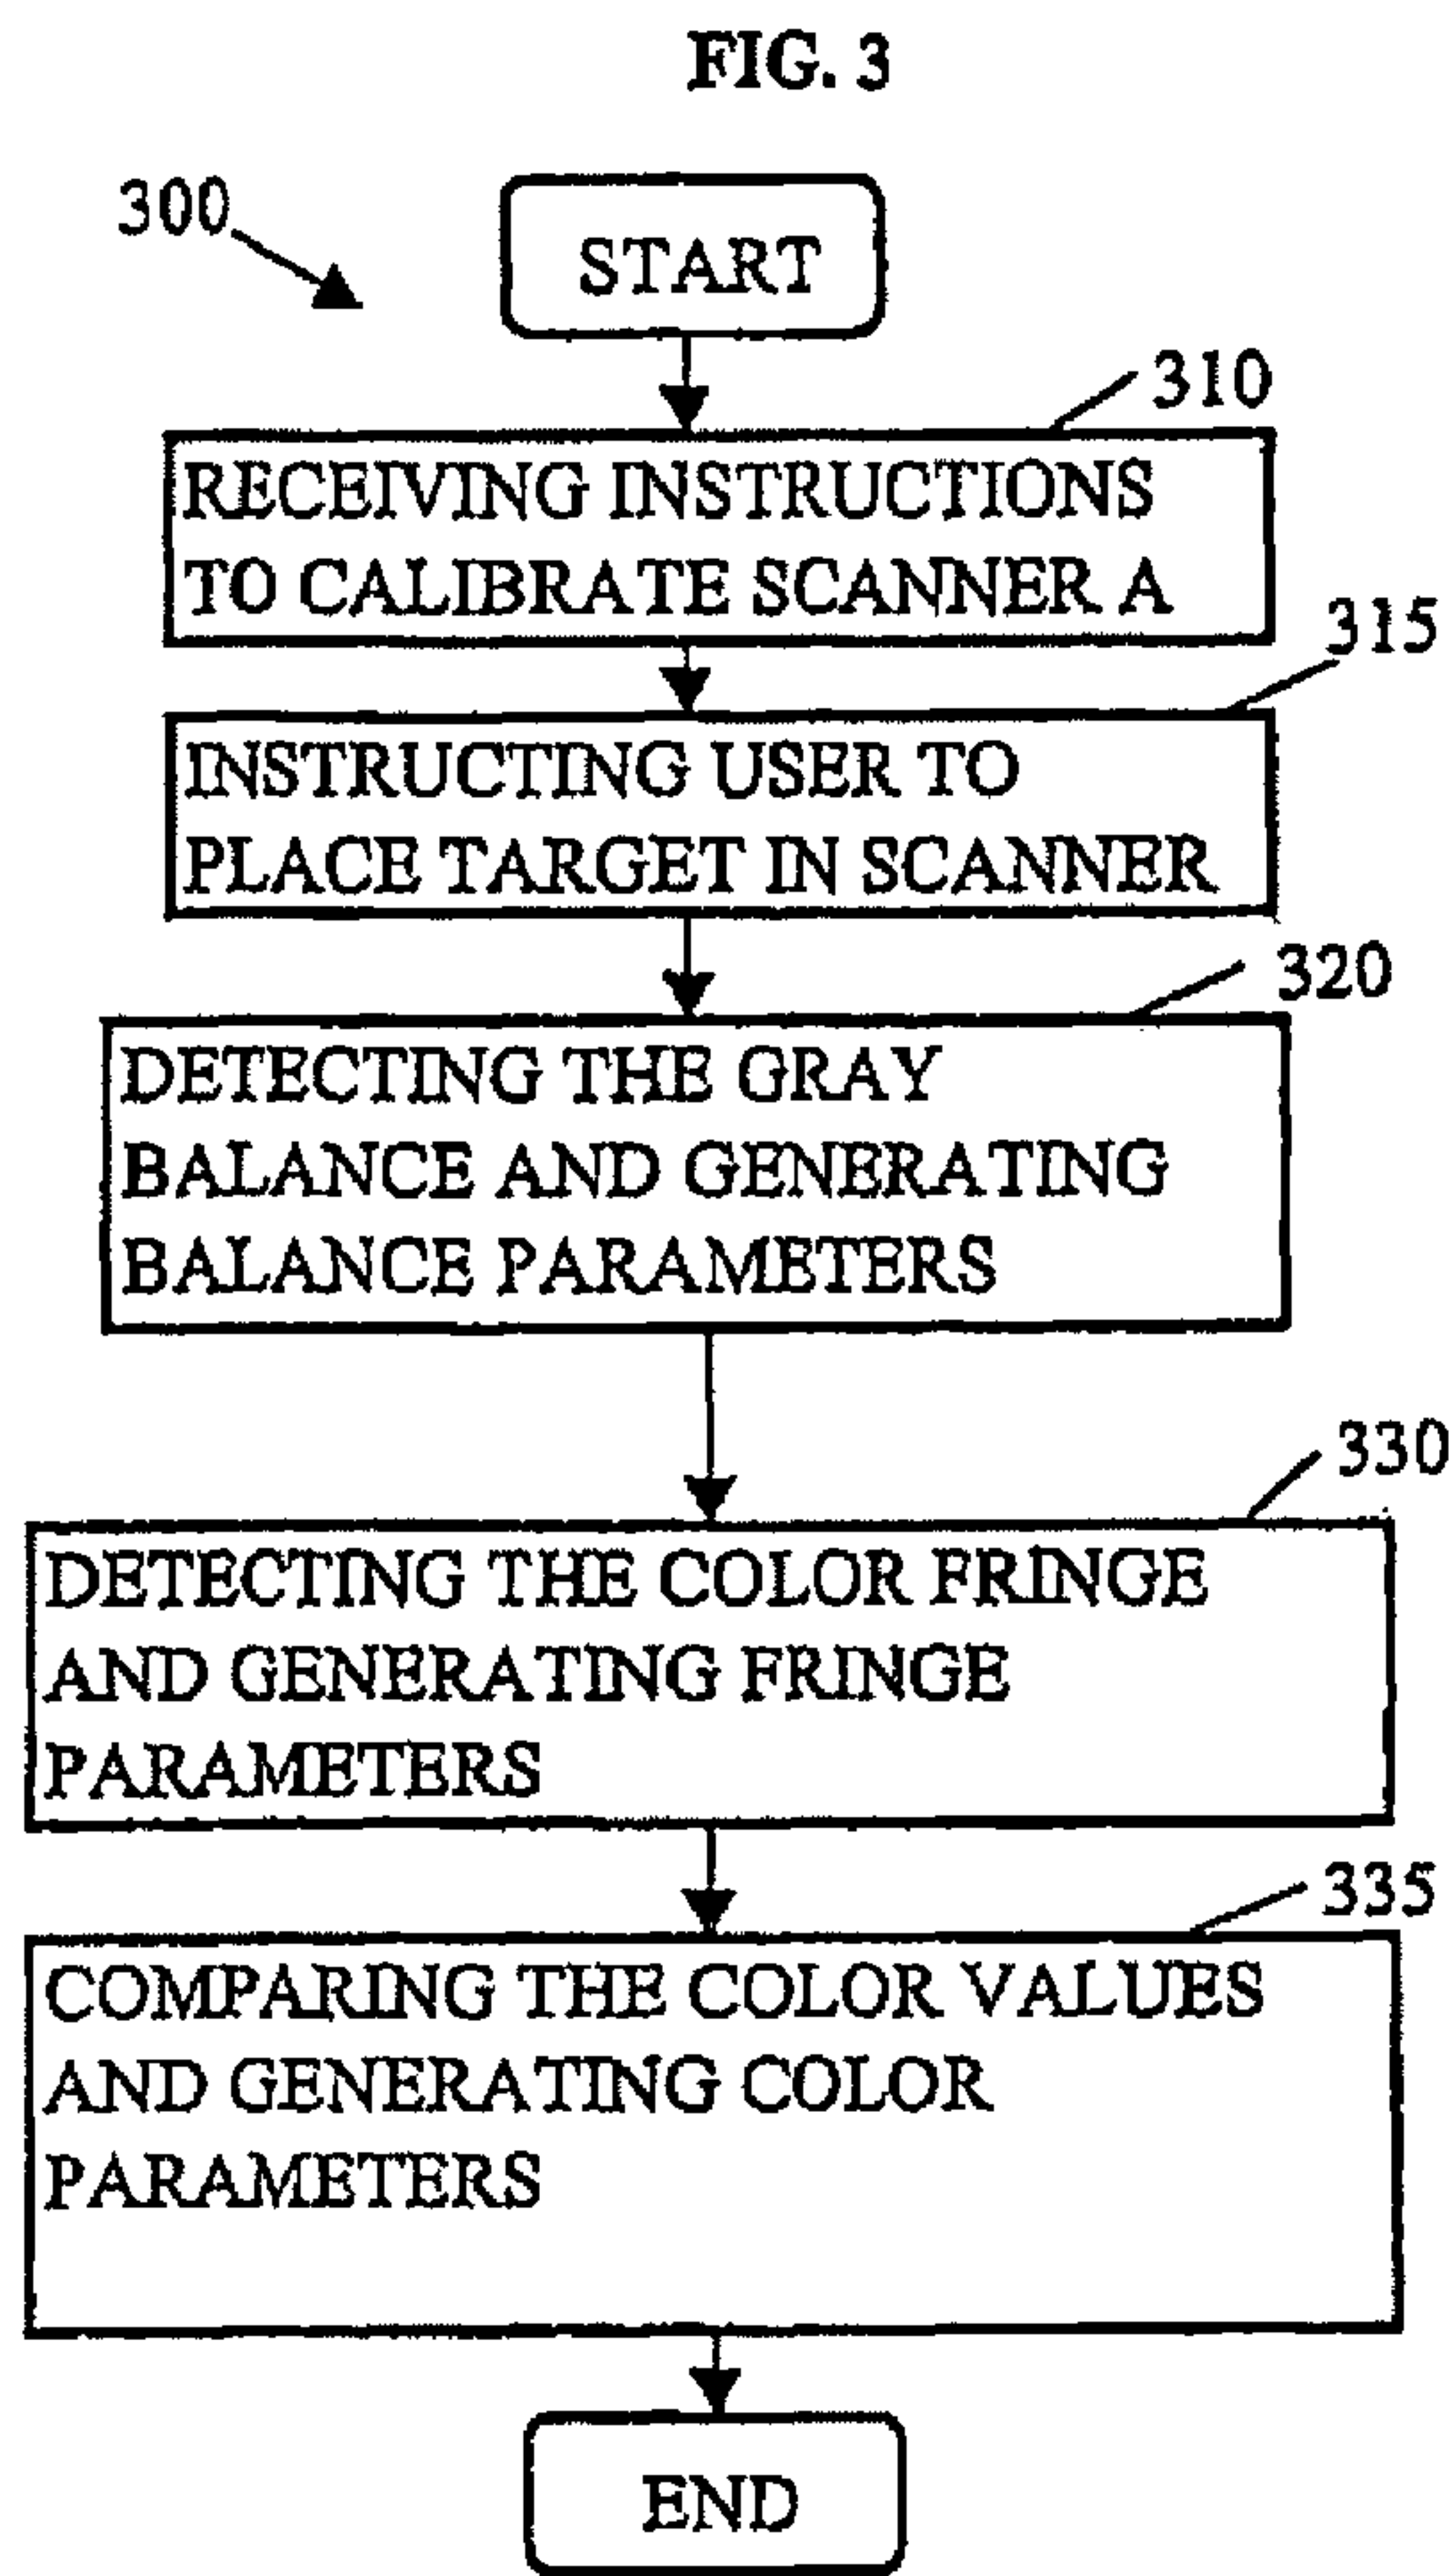 FIG. 3
300
START
310
RECEIVING INSTRUCTIONS
TO CALIBRATE SCANNER A
315
INSTRUCTING USER TO
PLACE TARGET IN SCANNER
320
DETECTING THE GRAY
BALANCE AND GENERATING
BALANCE PARAMETERS
330
DETECTING THE COLOR FRINGE
AND GENERATING FRINGE
PARAMETERS
335
COMPARING THE COLOR VALUES
AND GENERATING COLOR
PARAMETERS
END